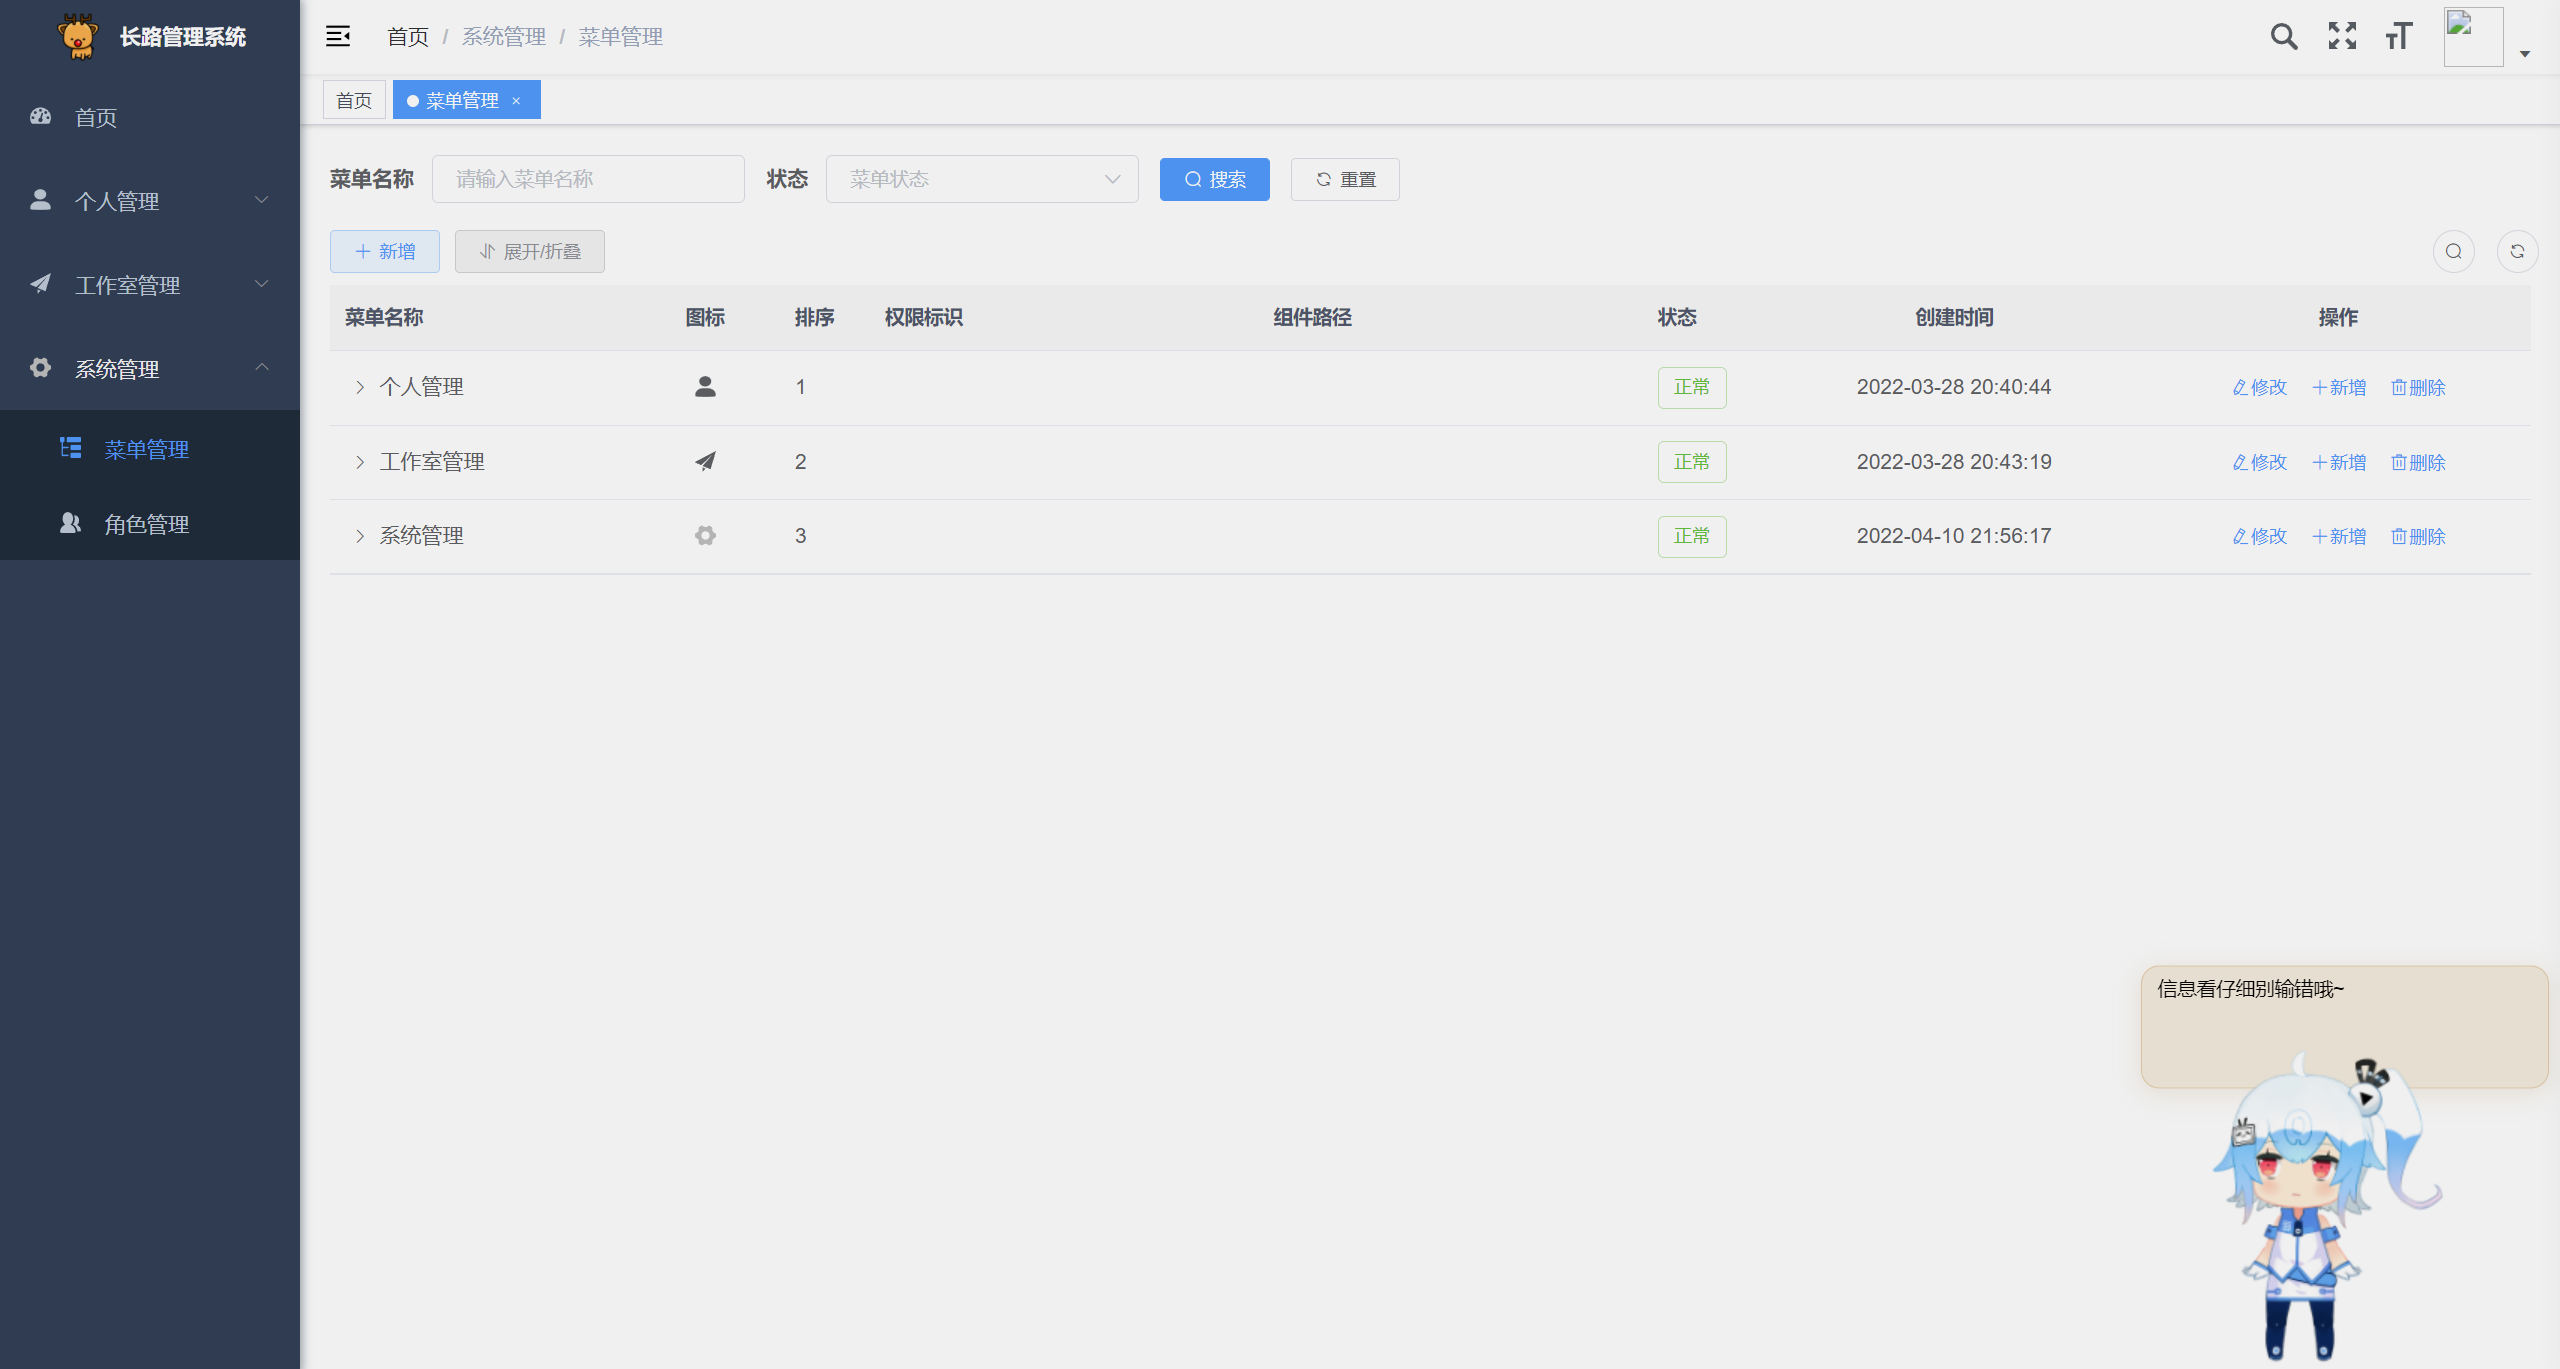 长路管理系统
首页
个人管理
工作室管理
系统管理
菜单管理
角色管理
首页 / 系统管理 / 菜单管理
首页 菜单管理 ×
菜单名称 请输入菜单名称 状态 菜单状态 搜索 重置
新增 展开/折叠
菜单名称 图标 排序 权限标识 组件路径 状态 创建时间 操作
个人管理 1 正常 2022-03-28 20:40:44 修改 新增 删除
工作室管理 2 正常 2022-03-28 20:43:19 修改 新增 删除
系统管理 3 正常 2022-04-10 21:56:17 修改 新增 删除
信息看仔细别输错哦~